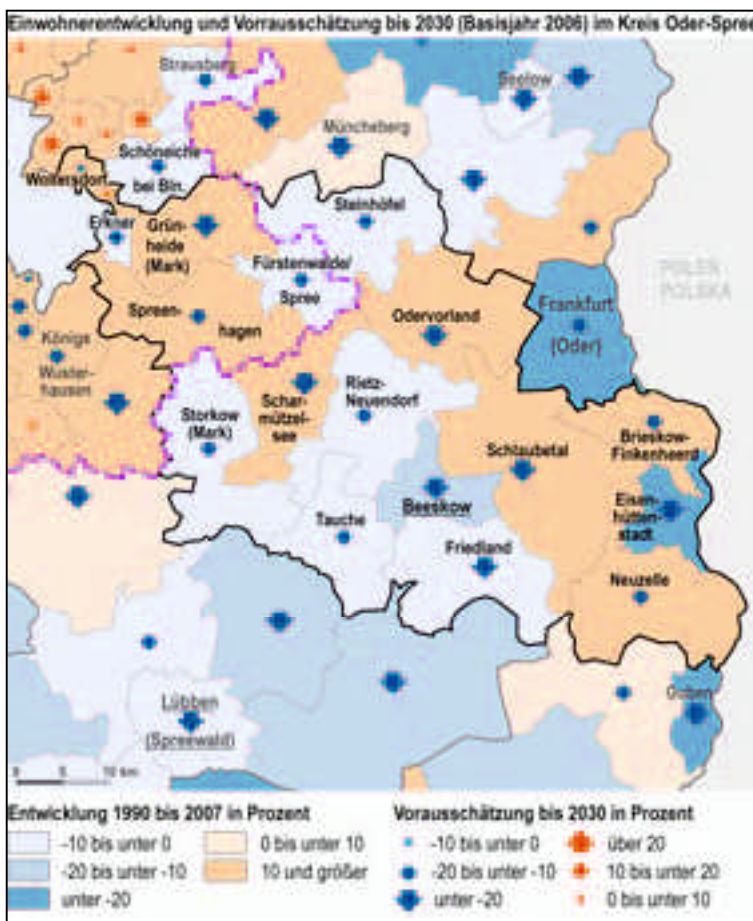 Einwohnerentwicklung und Vorrausschätzung bis 2030 (Basisjahr 2006) im Kreis Oder-Spree
Strausberg
Seelow
Müncheberg
Schöneiche
bei Bln.
Woltersdorf
Erkner
Grün-
heide
(Mark)
Steinhöfel
Fürstenwalde/
Spree
POLEN
POLSKA
Spreen-
hagen
Odervorland
Frankfurt
(Oder)
Königs
Wuster-
hausen
Storkow
(Mark)
Schar-
mützel-
see
Rietz-
Neuendorf
Schlaubetal
Brieskow-
Finkenheerd
Beeskow
Eisen-
hütten-
stadt
Tauche
Friedland
Neuzelle
Lübben
(Spreewald)
Guben
0 5 10 km
Entwicklung 1990 bis 2007 in Prozent
-10 bis unter 0
0 bis unter 10
-20 bis unter -10
10 und größer
unter -20
Vorausschätzung bis 2030 in Prozent
-10 bis unter 0
über 20
-20 bis unter -10
10 bis unter 20
unter -20
0 bis unter 10